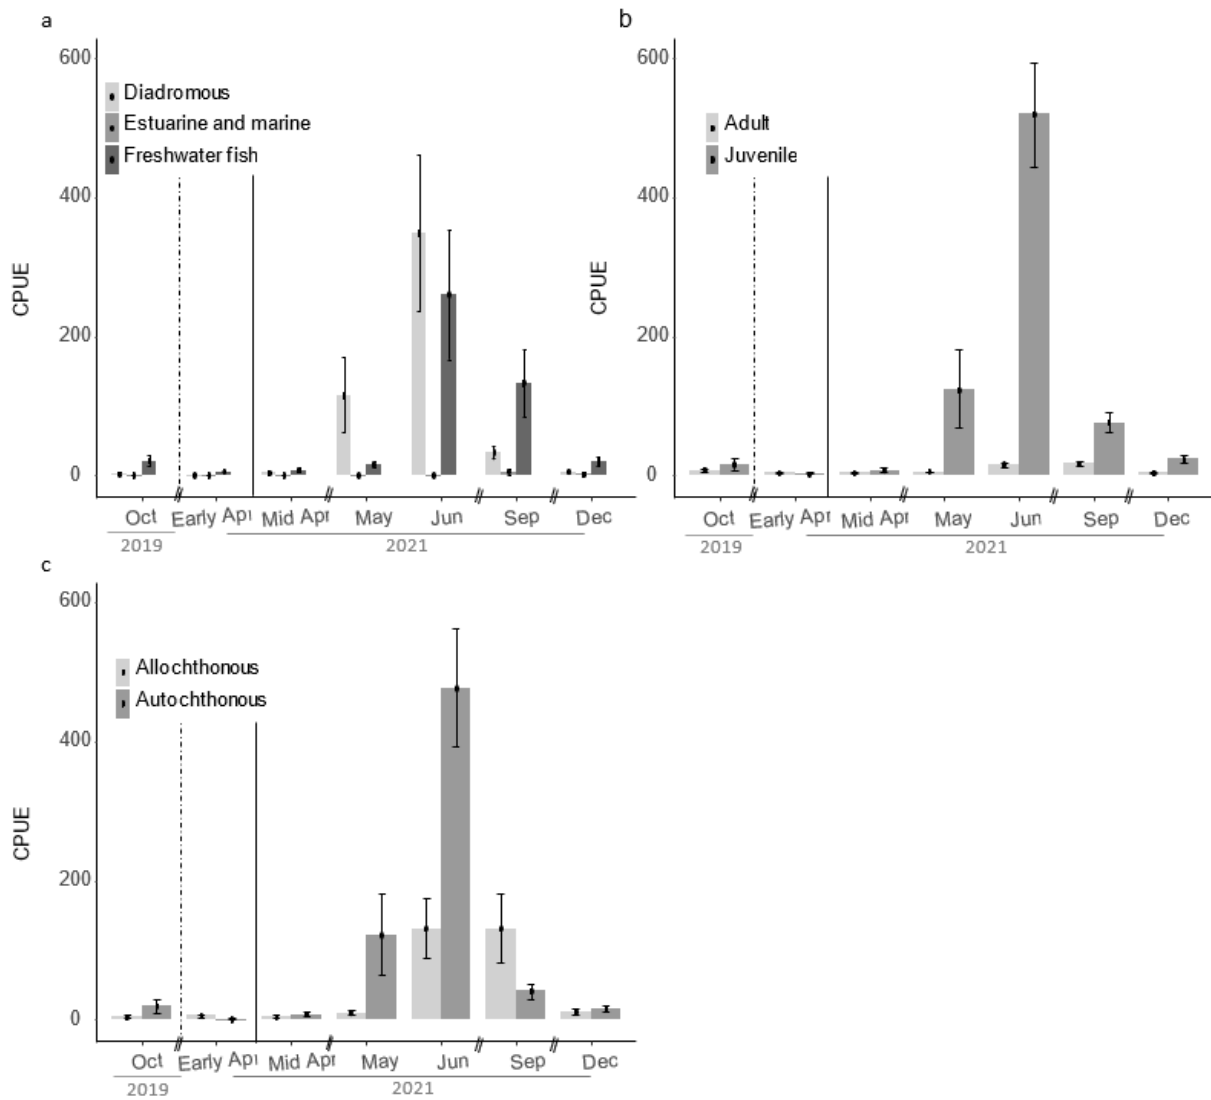 a
600
Diadromous
Estuarine and marine
Freshwater fish
400
CPUE
200
0
Oct Early Apr Mid Apr May Jun Sep Dec
2019 2021
b
600
Adult
Juvenile
400
CPUE
200
0
Oct Early Apr Mid Apr May Jun Sep Dec
2019 2021
c
600
Allochthonous
Autochthonous
400
CPUE
200
0
Oct Early Apr Mid Apr May Jun Sep Dec
2019 2021